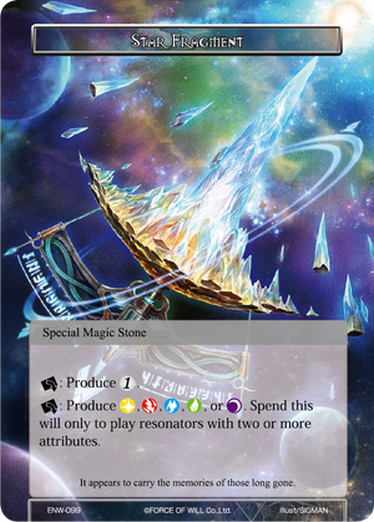 Star Fragment
Special Magic Stone
: Produce 1.
: Produce , , , , or . Spend this
will only to play resonators with two or more
attributes.
It appears to carry the memories of those long gone.
ENW-099 ©FORCE OF WILL Co.,Ltd. Illust/SIGMAN